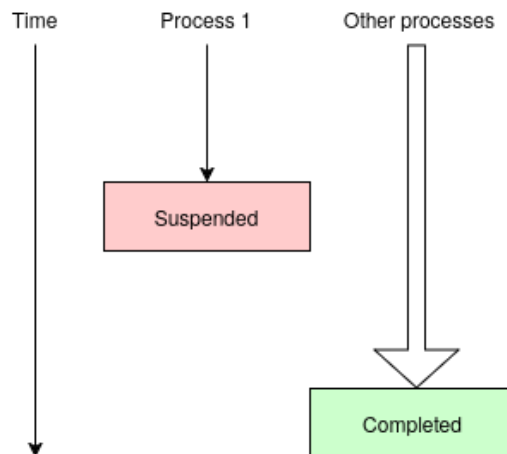 Time
Process 1
Other processes
Suspended
Completed